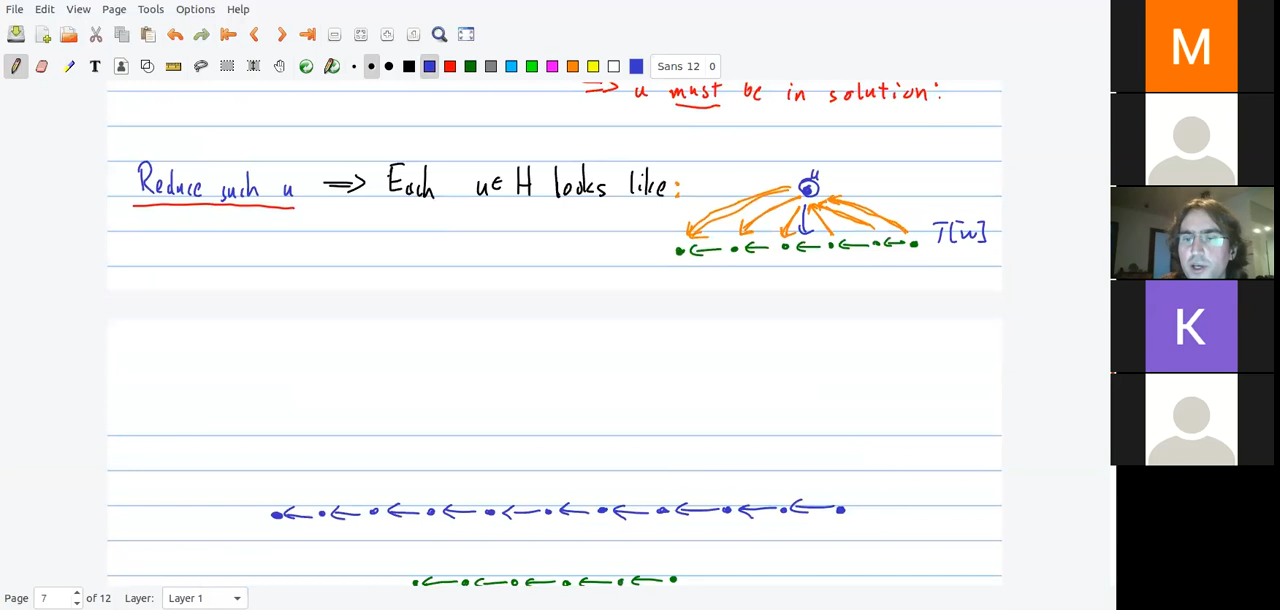 File Edit View Page Tools Options Help
Sans 12 0
=> u must be in solution:
Reduce such u => Each u∈H looks like:
u
T[W]
Page 7 of 12 Layer: Layer 1
M
K